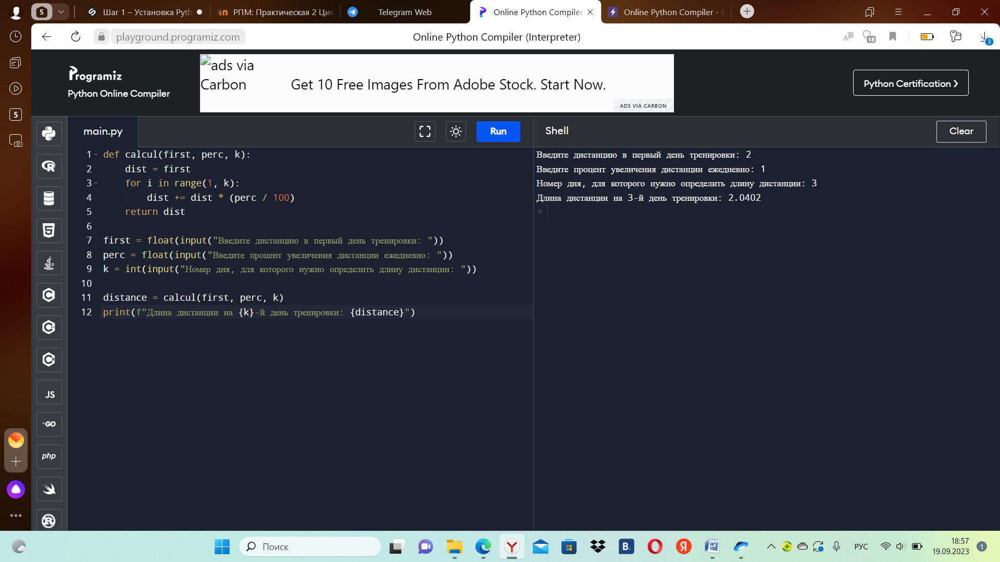 5
Шаг 1 – Установка Pyth
РПМ: Практическая 2 Цик
Telegram Web
Online Python Compiler
Online Python Compiler - c
playground.programiz.com
Online Python Compiler (Interpreter)
18
3
5
Programiz
Python Online Compiler
ads via
Carbon
Get 10 Free Images From Adobe Stock. Start Now.
ADS VIA CARBON
Python Certification ❯
main.py
Run
Shell
Clear
1 def calcul(first, perc, k):
2     dist = first
3     for i in range(1, k):
4         dist += dist * (perc / 100)
5     return dist
6
7 first = float(input("Введите дистанцию в первый день тренировки: "))
8 perc = float(input("Введите процент увеличения дистанции ежедневно: "))
9 k = int(input("Номер дня, для которого нужно определить длину дистанции: "))
10
11 distance = calcul(first, perc, k)
12 print(f"Длина дистанции на {k}-й день тренировки: {distance}")
Введите дистанцию в первый день тренировки: 2
Введите процент увеличения дистанции ежедневно: 1
Номер дня, для которого нужно определить длину дистанции: 3
Длина дистанции на 3-й день тренировки: 2.0402
>
R
5
C
C++
C#
JS
GO
php
R
Поиск
Y
B.
O
Я
W
РУС
18:57
19.09.2023
1